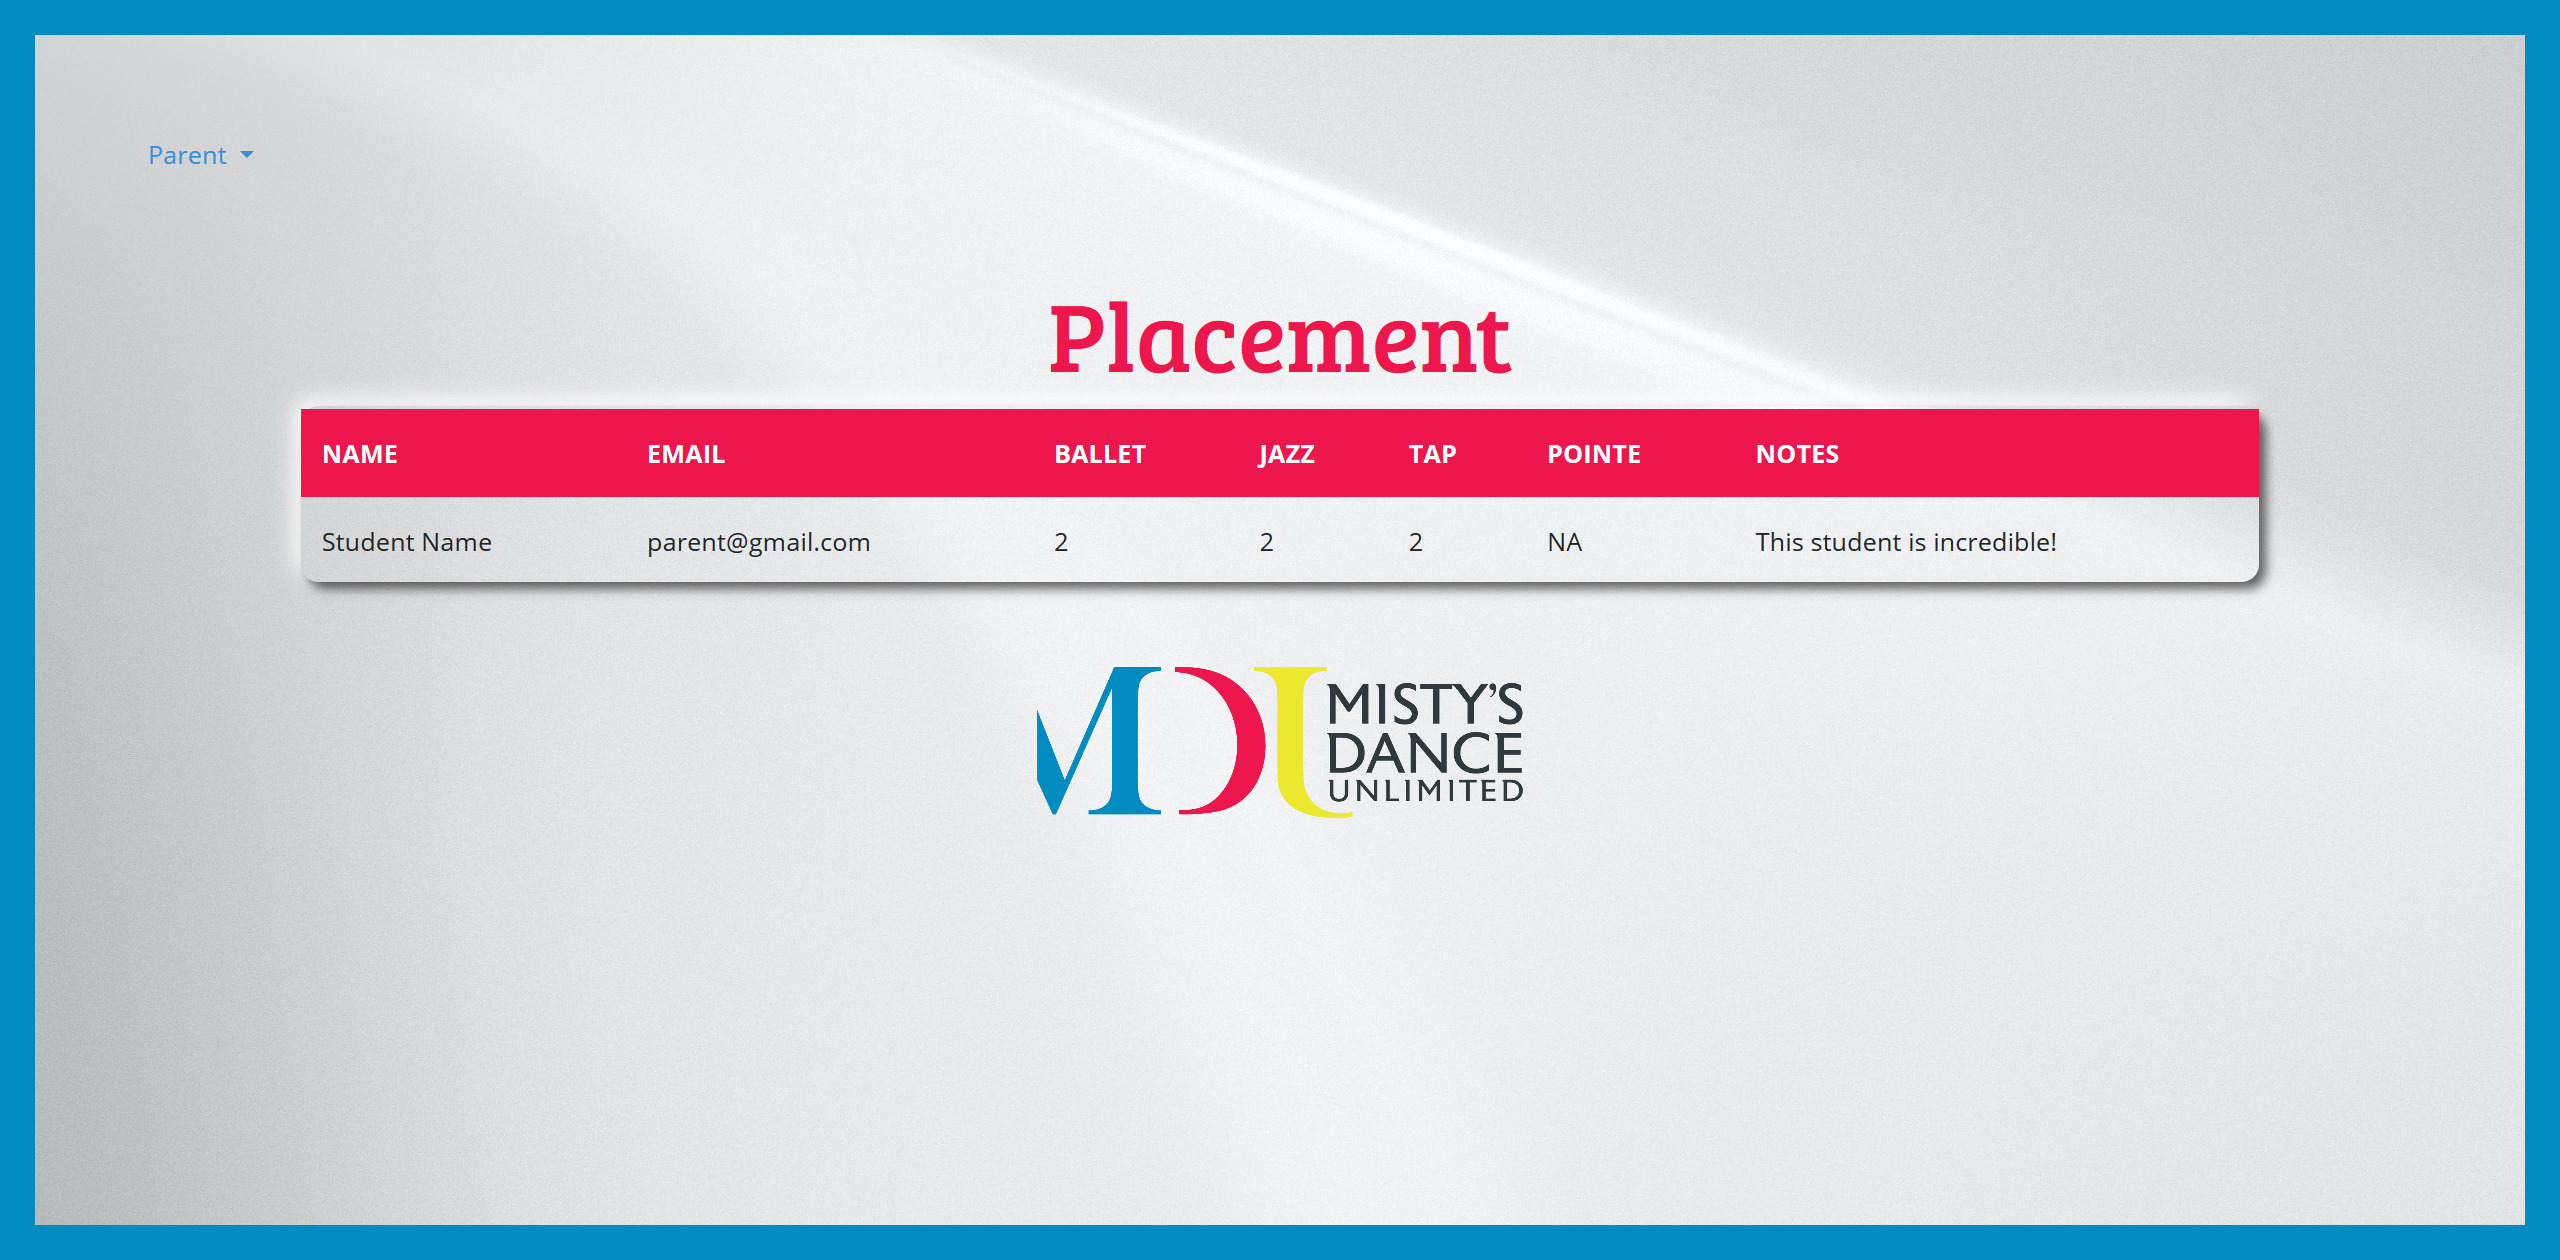 Parent
Placement
NAME EMAIL BALLET JAZZ TAP POINTE NOTES
Student Name parent@gmail.com 2 2 2 NA This student is incredible!
MDU
MISTY'S
DANCE
UNLIMITED